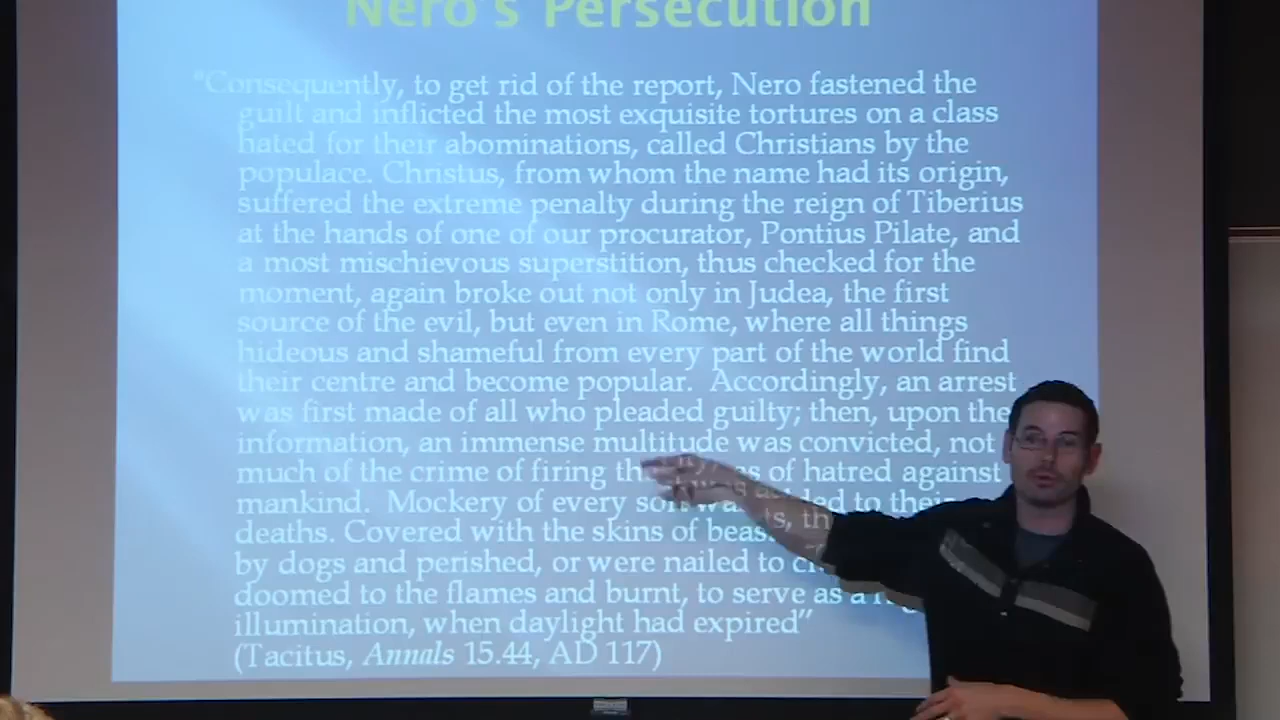 Nero's Persecution
"Consequently, to get rid of the report, Nero fastened the
guilt and inflicted the most exquisite tortures on a class
hated for their abominations, called Christians by the
populace. Christus, from whom the name had its origin,
suffered the extreme penalty during the reign of Tiberius
at the hands of one of our procurator, Pontius Pilate, and
a most mischievous superstition, thus checked for the
moment, again broke out not only in Judea, the first
source of the evil, but even in Rome, where all things
hideous and shameful from every part of the world find
their centre and become popular. Accordingly, an arrest
was first made of all who pleaded guilty; then, upon the
information, an immense multitude was convicted, not
much of the crime of firing of hatred against
mankind. Mockery of every to
deaths. Covered with the skins of
by dogs and perished, or were nailed to
doomed to the flames and burnt, to serve as a
illumination, when daylight had expired"
(Tacitus, Annals 15.44, AD 117)